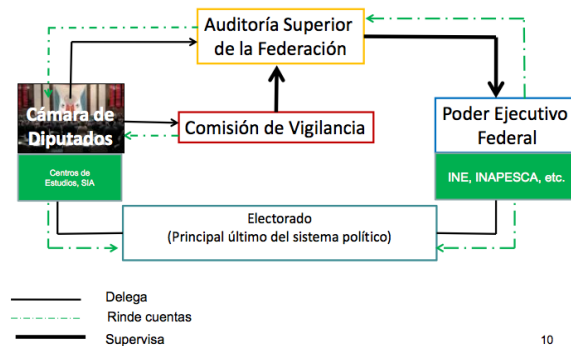 Auditoría Superior
de la Federación
Cámara de
Diputados
Comisión de Vigilancia
Poder Ejecutivo
Federal
Centros de
Estudios, SIA
INE, INAPESCA, etc.
Electorado
(Principal último del sistema político)
Delega
Rinde cuentas
Supervisa
10